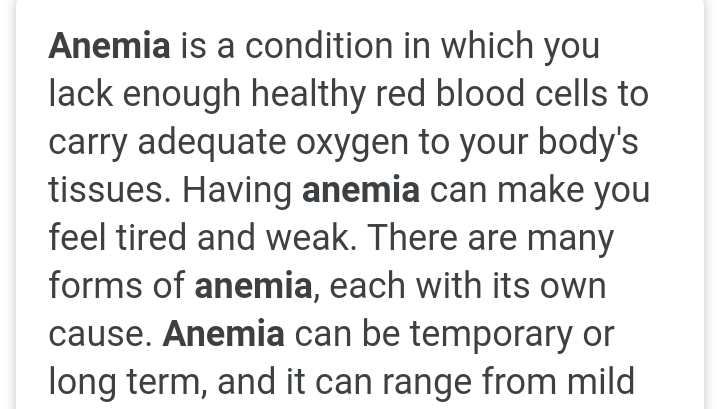 Anemia is a condition in which you
lack enough healthy red blood cells to
carry adequate oxygen to your body's
tissues. Having anemia can make you
feel tired and weak. There are many
forms of anemia, each with its own
cause. Anemia can be temporary or
long term, and it can range from mild